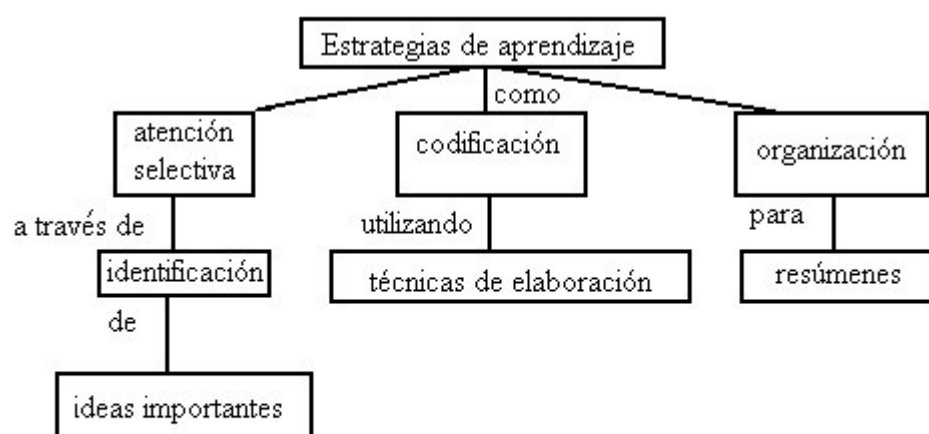 Estrategias de aprendizaje
como
atención
selectiva
codificación
organización
a través de
utilizando
para
identificación
técnicas de elaboración
resúmenes
de
ideas importantes